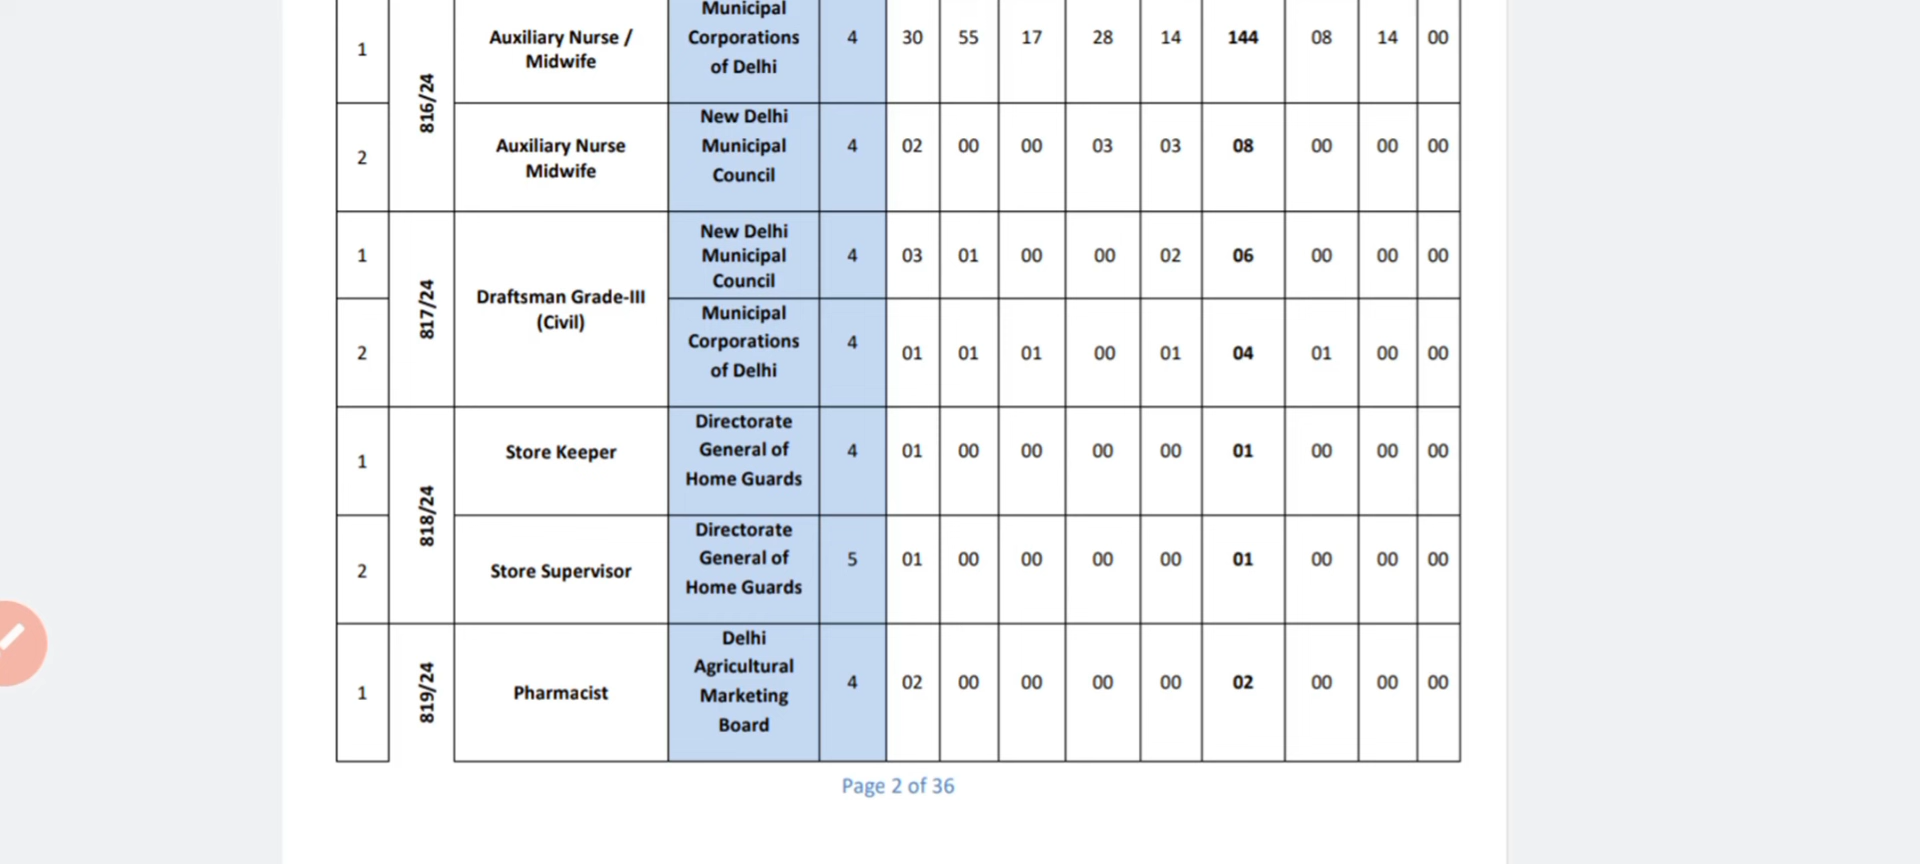 1 816/24 Auxiliary Nurse / Midwife Municipal Corporations of Delhi 4 30 55 17 28 14 144 08 14 00
2 Auxiliary Nurse Midwife New Delhi Municipal Council 4 02 00 00 03 03 08 00 00 00
1 817/24 Draftsman Grade-III (Civil) New Delhi Municipal Council 4 03 01 00 00 02 06 00 00 00
2 Municipal Corporations of Delhi 4 01 01 01 00 01 04 01 00 00
1 818/24 Store Keeper Directorate General of Home Guards 4 01 00 00 00 00 01 00 00 00
2 Store Supervisor Directorate General of Home Guards 5 01 00 00 00 00 01 00 00 00
1 819/24 Pharmacist Delhi Agricultural Marketing Board 4 02 00 00 00 00 02 00 00 00
Page 2 of 36